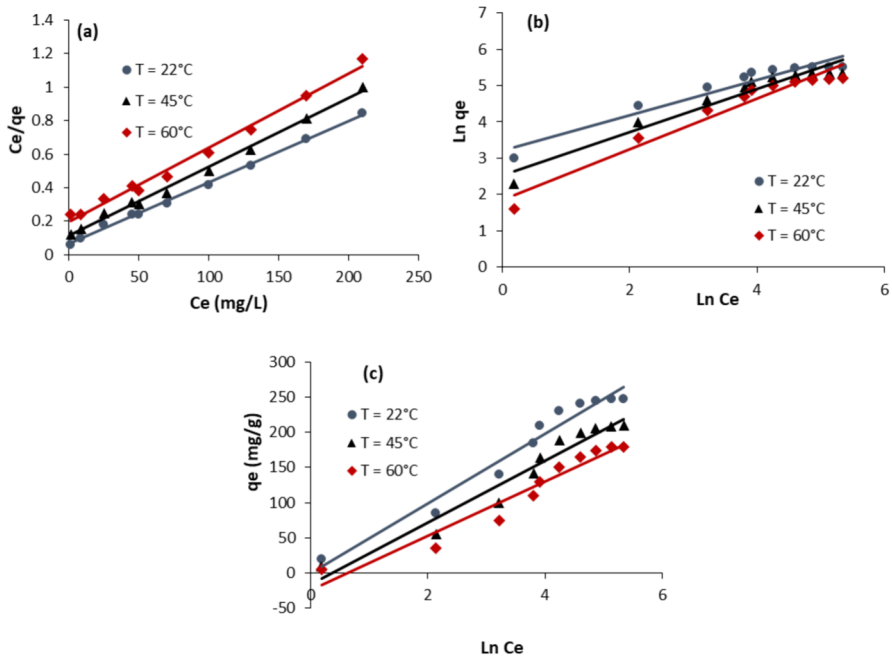 (a)
1.4
1.2
1
0.8
0.6
0.4
0.2
0
Ce/qe
T = 22°C
T = 45°C
T = 60°C
0 50 100 150 200 250
Ce (mg/L)
(b)
7
6
5
4
3
2
1
0
Ln qe
T = 22°C
T = 45°C
T = 60°C
0 2 4 6
Ln Ce
(c)
300
250
200
150
100
50
0
-50
qe (mg/g)
T = 22°C
T = 45°C
T = 60°C
0 2 4 6
Ln Ce